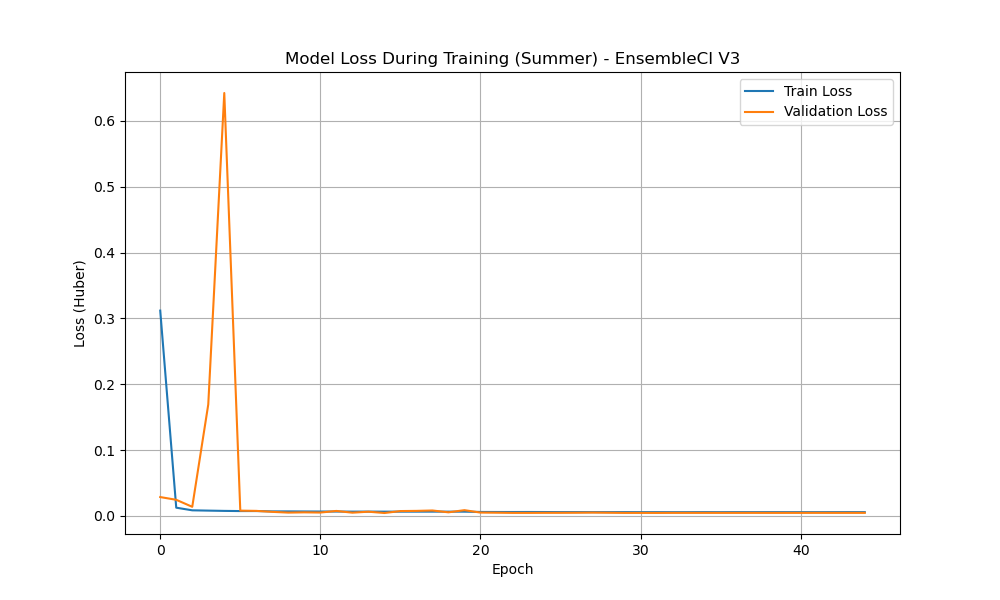 Model Loss During Training (Summer) - EnsembleCI V3
Train Loss
Validation Loss
0.6
0.5
0.4
0.3
0.2
0.1
0.0
Loss (Huber)
0 10 20 30 40
Epoch